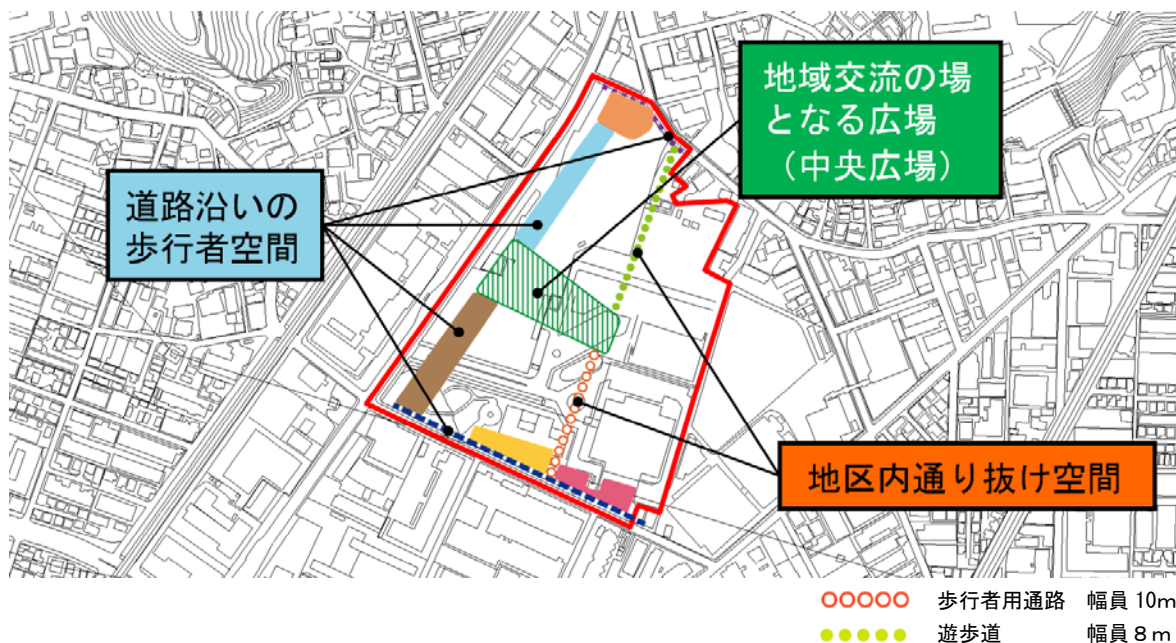 地域交流の場
となる広場
（中央広場）
道路沿いの
歩行者空間
地区内通り抜け空間
歩行者用通路 幅員 10m
遊歩道 幅員８ｍ